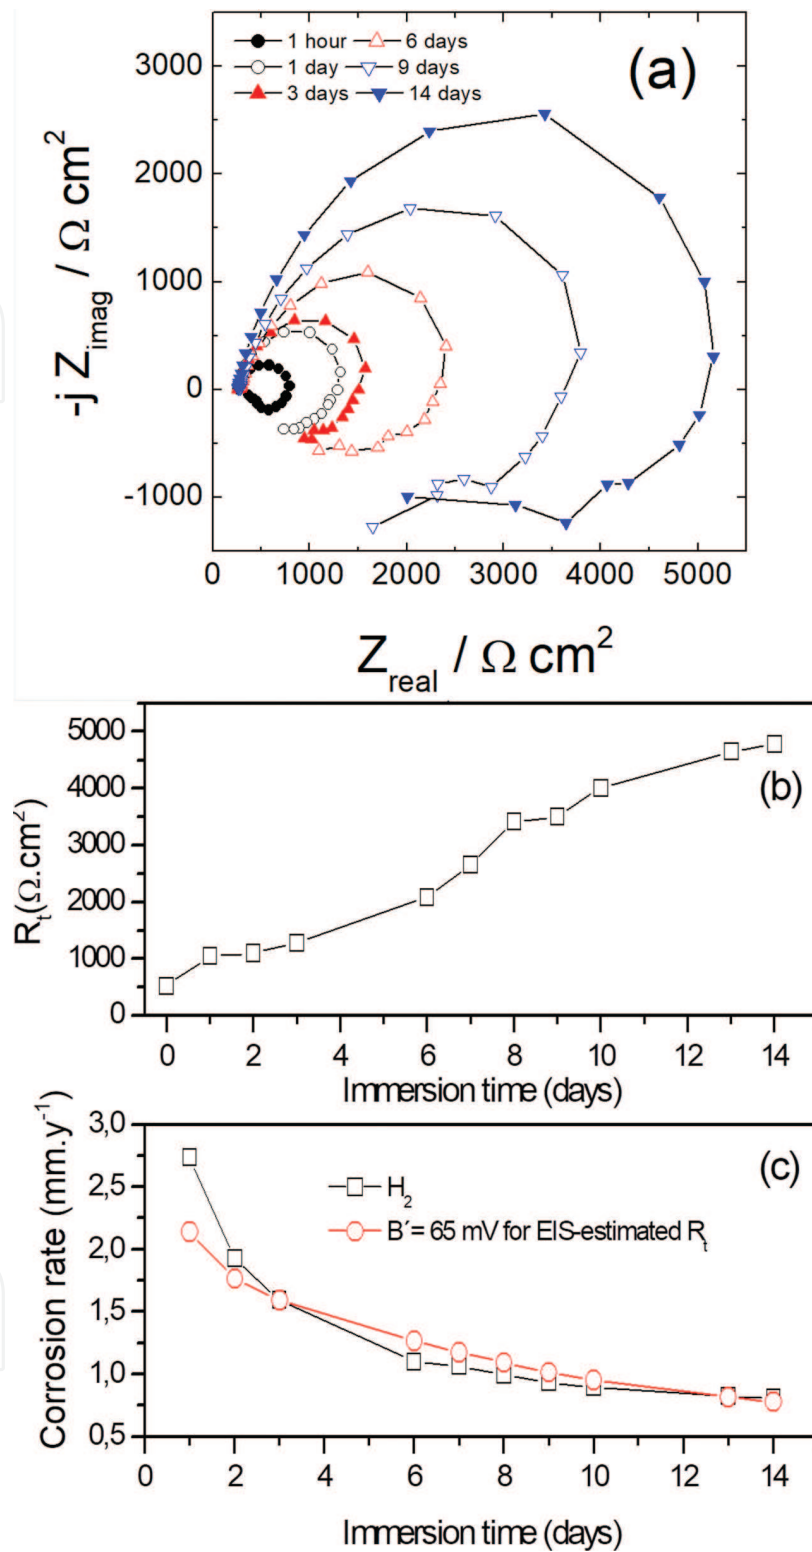 (a)
1 hour 6 days
1 day 9 days
3 days 14 days
-j Z_imag / Ω cm²
3000
2000
1000
0
-1000
0 1000 2000 3000 4000 5000
Z_real / Ω cm²
(b)
R_t(Ω.cm²)
5000
4000
3000
2000
1000
0
0 2 4 6 8 10 12 14
Immersion time (days)
(c)
Corrosion rate (mm.y⁻¹)
3,0
2,5
2,0
1,5
1,0
0,5
H₂
B´= 65 mV for EIS-estimated R_t
0 2 4 6 8 10 12 14
Immersion time (days)